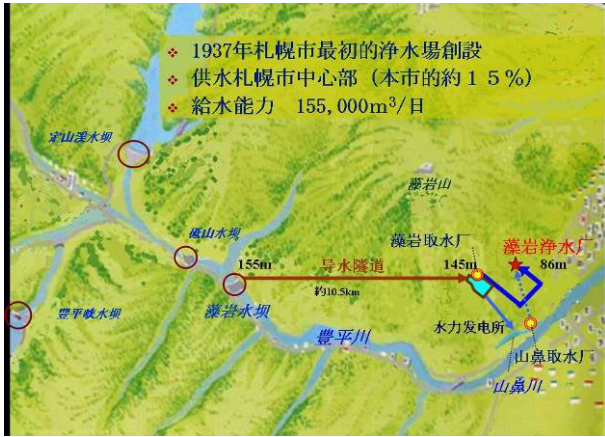 ❖ 1937年札幌市最初的浄水場創設
❖ 供水札幌市中心部（本市的約１５%）
❖ 給水能力 155,000m³/日
定山渓水坝
藻岩山
藻岩取水厂
藻岩浄水厂
砥山水坝
155m
导水隧道
145m
86m
約10.5km
豊平峡水坝
藻岩水坝
水力发电所
豊平川
山鼻取水厂
山鼻川